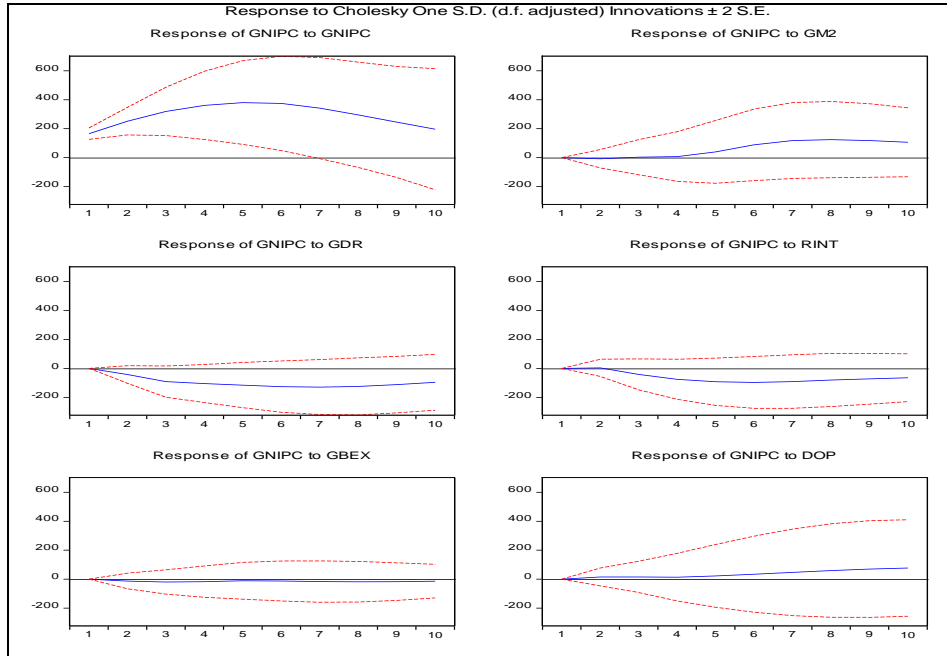 Response to Cholesky One S.D. (d.f. adjusted) Innovations ± 2 S.E.
Response of GNIPC to GNIPC
600
400
200
0
-200
1 2 3 4 5 6 7 8 9 10
Response of GNIPC to GM2
600
400
200
0
-200
1 2 3 4 5 6 7 8 9 10
Response of GNIPC to GDR
600
400
200
0
-200
1 2 3 4 5 6 7 8 9 10
Response of GNIPC to RINT
600
400
200
0
-200
1 2 3 4 5 6 7 8 9 10
Response of GNIPC to GBEX
600
400
200
0
-200
1 2 3 4 5 6 7 8 9 10
Response of GNIPC to DOP
600
400
200
0
-200
1 2 3 4 5 6 7 8 9 10